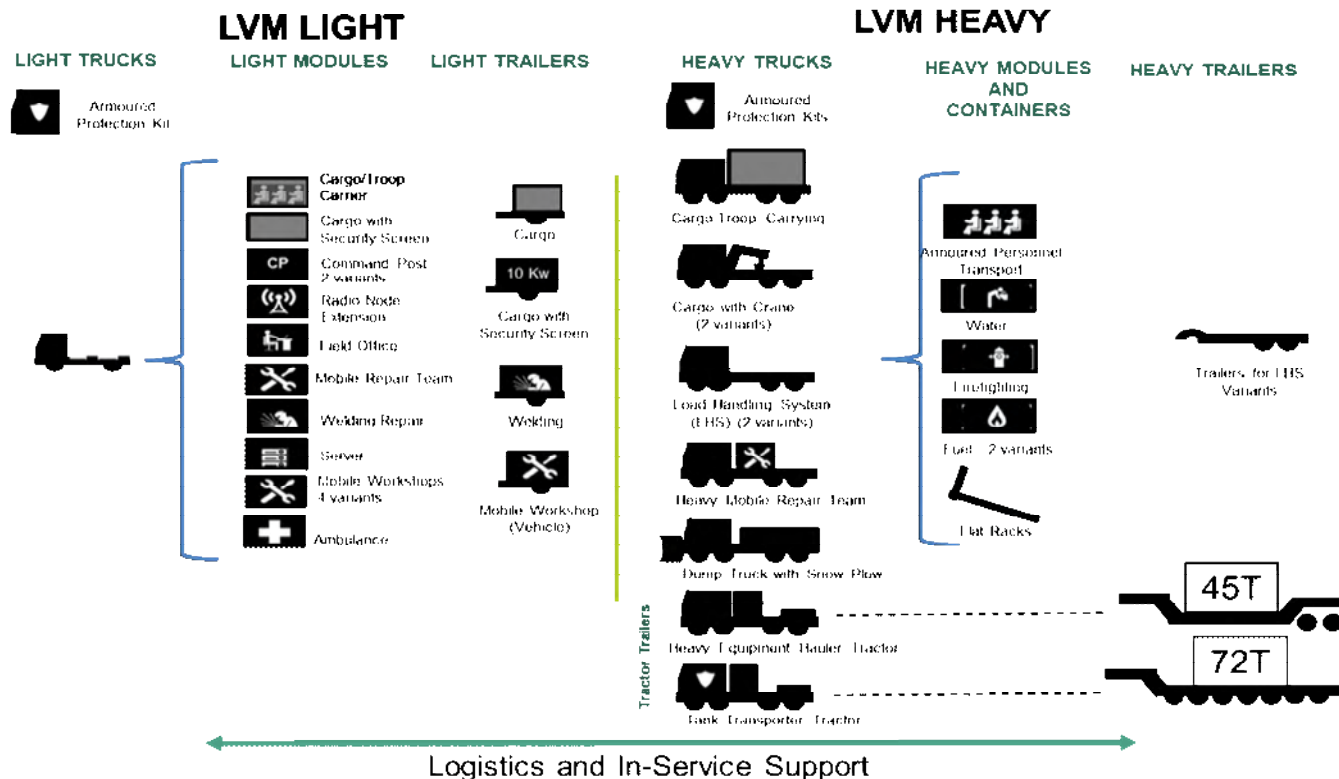 LVM LIGHT
LIGHT TRUCKS
LIGHT MODULES
LIGHT TRAILERS
Armoured
Protection Kit
Cargo/Troop
Carrier
Cargo with
Security Screen
CP
Command Post
2 variants
Radio Node
Extension
Field Office
Mobile Repair Team
Welding Repair
Server
Mobile Workshops
4 variants
Ambulance
Cargo
10 Kw
Cargo with
Security Screen
Welding
Mobile Workshop
(Vehicle)
LVM HEAVY
HEAVY TRUCKS
HEAVY MODULES
AND
CONTAINERS
HEAVY TRAILERS
Armoured
Protection Kits
Cargo Troop Carrying
Cargo with Crane
(2 variants)
Load Handling System
(LHS) (2 variants)
Heavy Mobile Repair Team
Dump Truck with Snow Plow
Tractor Trailers
Heavy Equipment Hauler Tractor
Tank Transporter Tractor
Armoured Personnel
Transport
Water
Firefighting
Fuel 2 variants
Flat Racks
Trailers for LHS
Variants
45T
72T
Logistics and In-Service Support